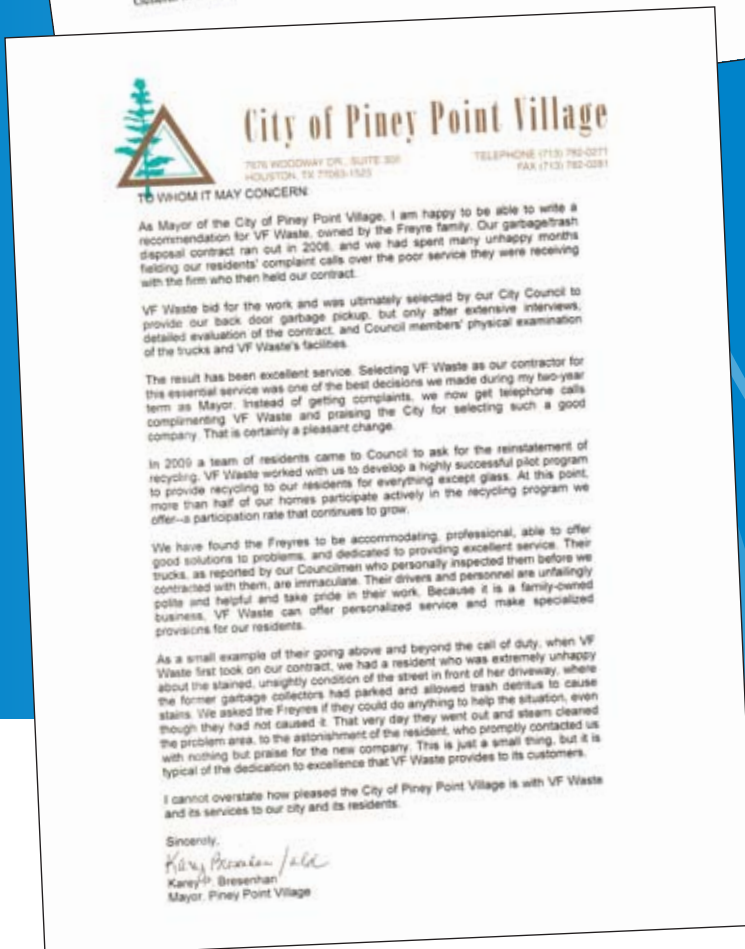 City of Piney Point Village
7676 WOODWAY DR., SUITE 300
HOUSTON, TX 77063-1523
TELEPHONE (713) 782-0271
FAX (713) 782-0281
TO WHOM IT MAY CONCERN:
As Mayor of the City of Piney Point Village, I am happy to be able to write a
recommendation for VF Waste, owned by the Freyre family. Our garbage/trash
disposal contract ran out in 2008, and we had spent many unhappy months
fielding our residents' complaint calls over the poor service they were receiving
with the firm who then held our contract.
VF Waste bid for the work and was ultimately selected by our City Council to
provide our back door garbage pickup, but only after extensive interviews,
detailed evaluation of the contract, and Council members' physical examination
of the trucks and VF Waste's facilities.
The result has been excellent service. Selecting VF Waste as our contractor for
this essential service was one of the best decisions we made during my two-year
term as Mayor. Instead of getting complaints, we now get telephone calls
complimenting VF Waste and praising the City for selecting such a good
company. That is certainly a pleasant change.
In 2009 a team of residents came to Council to ask for the reinstatement of
recycling. VF Waste worked with us to develop a highly successful pilot program
to provide recycling to our residents for everything except glass. At this point,
more than half of our homes participate actively in the recycling program we
offer--a participation rate that continues to grow.
We have found the Freyres to be accommodating, professional, able to offer
good solutions to problems, and dedicated to providing excellent service. Their
trucks, as reported by our Councilmen who personally inspected them before we
contracted with them, are immaculate. Their drivers and personnel are unfailingly
polite and helpful and take pride in their work. Because it is a family-owned
business, VF Waste can offer personalized service and make specialized
provisions for our residents.
As a small example of their going above and beyond the call of duty, when VF
Waste first took on our contract, we had a resident who was extremely unhappy
about the stained, unsightly condition of the street in front of her driveway, where
the former garbage collectors had parked and allowed trash detritus to cause
stains. We asked the Freyres if they could do anything to help the situation, even
though they had not caused it. That very day they went out and steam cleaned
the problem area, to the astonishment of the resident, who promptly contacted us
with nothing but praise for the new company. This is just a small thing, but it is
typical of the dedication to excellence that VF Waste provides to its customers.
I cannot overstate how pleased the City of Piney Point Village is with VF Waste
and its services to our city and its residents.
Sincerely,
Karey Bresenhan
Mayor, Piney Point Village